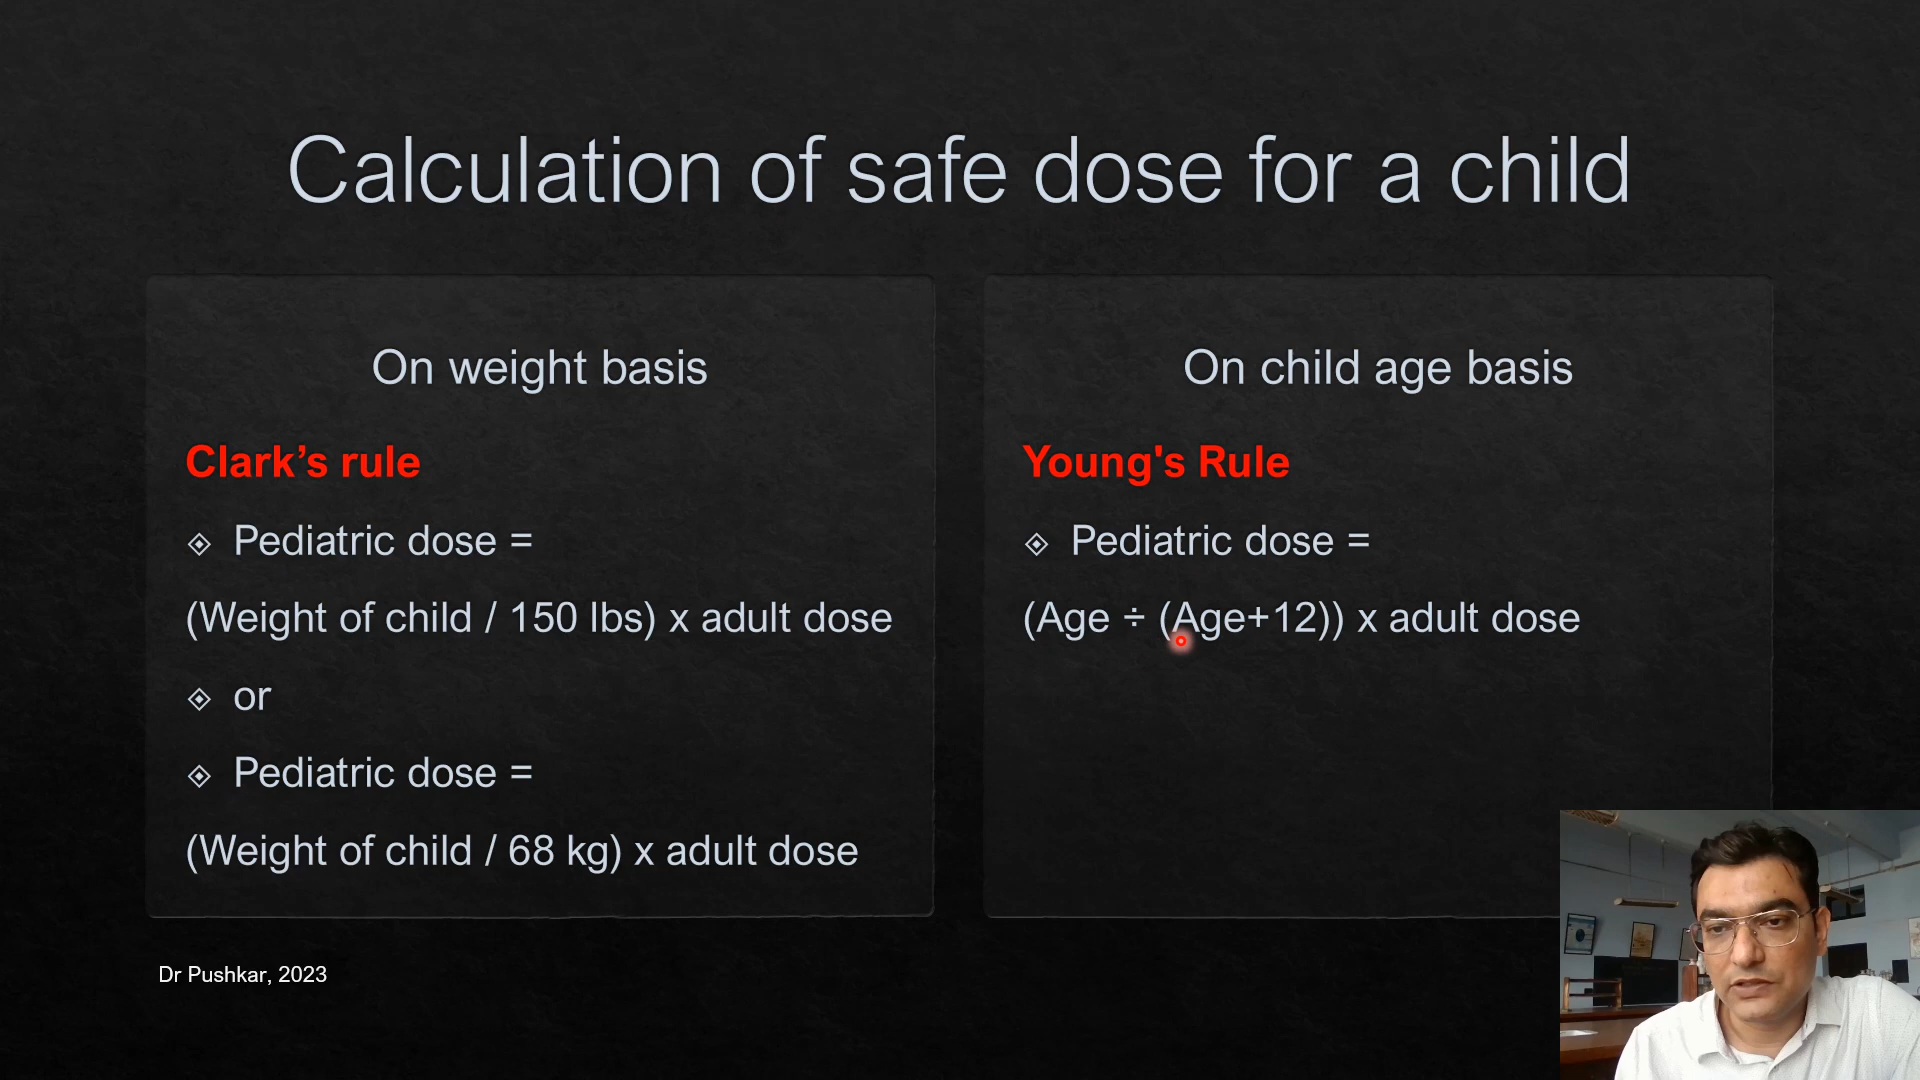 Calculation of safe dose for a child
On weight basis
Clark’s rule
Pediatric dose =
(Weight of child / 150 lbs) x adult dose
or
Pediatric dose =
(Weight of child / 68 kg) x adult dose
On child age basis
Young's Rule
Pediatric dose =
(Age ÷ (Age+12)) x adult dose
Dr Pushkar, 2023